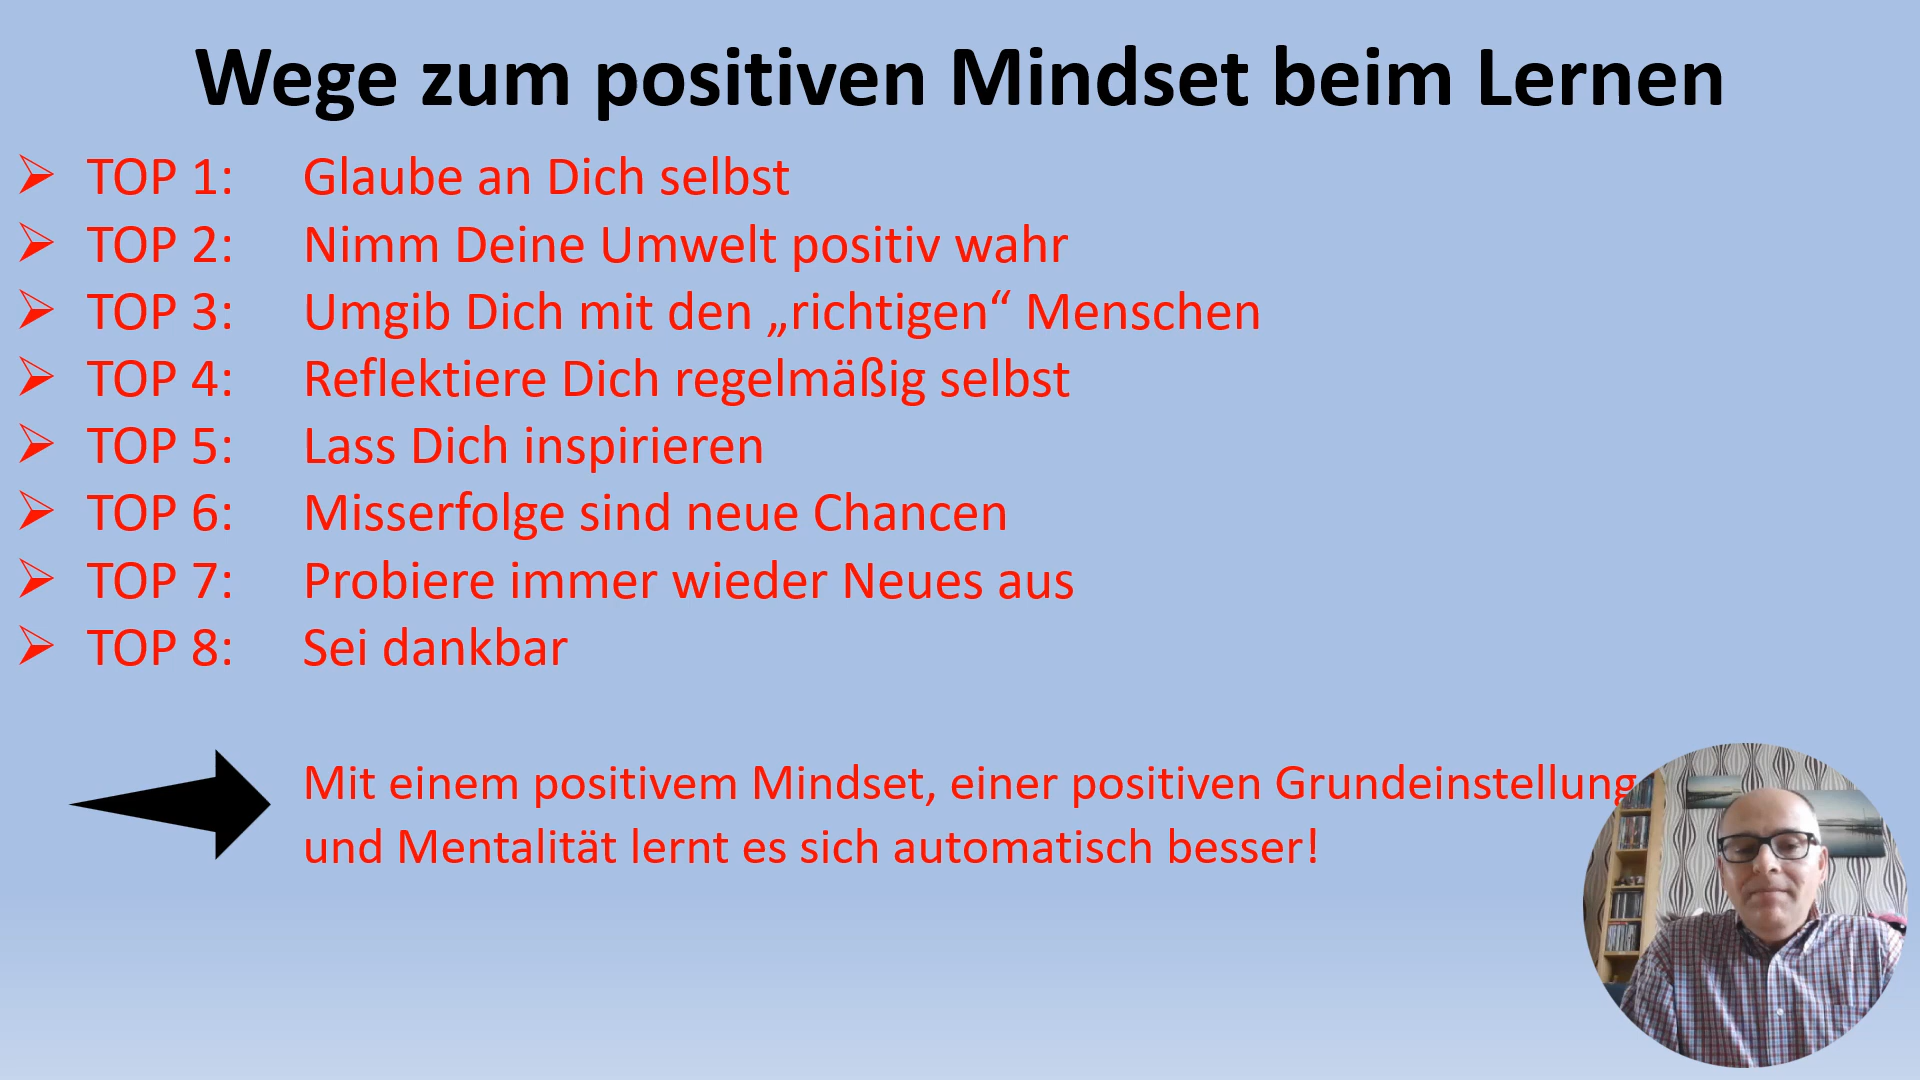 Wege zum positiven Mindset beim Lernen
TOP 1: Glaube an Dich selbst
TOP 2: Nimm Deine Umwelt positiv wahr
TOP 3: Umgib Dich mit den „richtigen“ Menschen
TOP 4: Reflektiere Dich regelmäßig selbst
TOP 5: Lass Dich inspirieren
TOP 6: Misserfolge sind neue Chancen
TOP 7: Probiere immer wieder Neues aus
TOP 8: Sei dankbar
Mit einem positivem Mindset, einer positiven Grundeinstellung
und Mentalität lernt es sich automatisch besser!